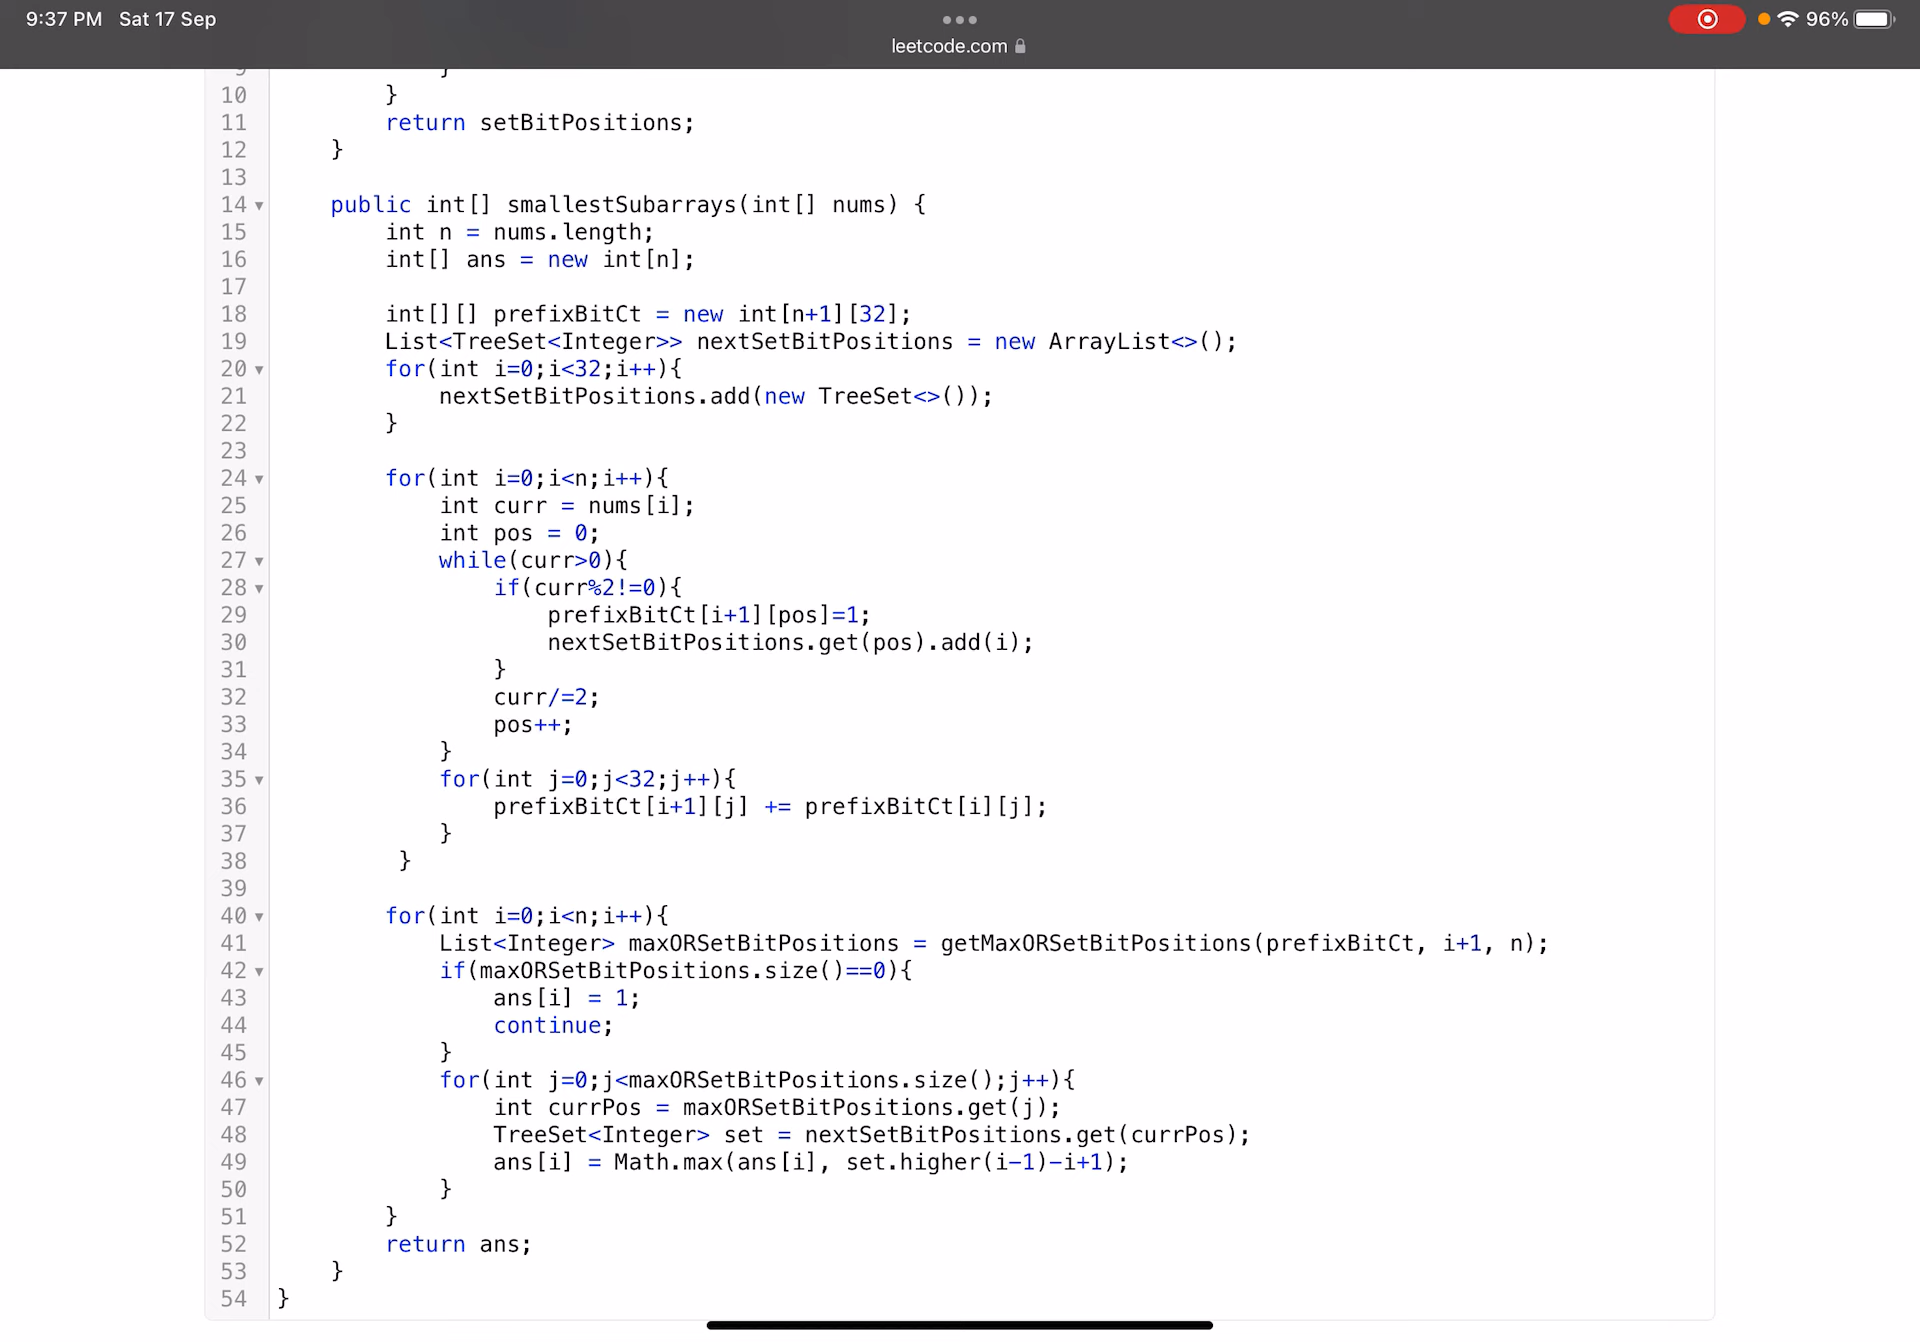 9:37 PM Sat 17 Sep
96%
leetcode.com
9 }
10 }
11 return setBitPositions;
12 }
13
14 public int[] smallestSubarrays(int[] nums) {
15 int n = nums.length;
16 int[] ans = new int[n];
17
18 int[][] prefixBitCt = new int[n+1][32];
19 List<TreeSet<Integer>> nextSetBitPositions = new ArrayList<>();
20 for(int i=0;i<32;i++){
21 nextSetBitPositions.add(new TreeSet<>());
22 }
23
24 for(int i=0;i<n;i++){
25 int curr = nums[i];
26 int pos = 0;
27 while(curr>0){
28 if(curr%2!=0){
29 prefixBitCt[i+1][pos]=1;
30 nextSetBitPositions.get(pos).add(i);
31 }
32 curr/=2;
33 pos++;
34 }
35 for(int j=0;j<32;j++){
36 prefixBitCt[i+1][j] += prefixBitCt[i][j];
37 }
38 }
39
40 for(int i=0;i<n;i++){
41 List<Integer> maxORSetBitPositions = getMaxORSetBitPositions(prefixBitCt, i+1, n);
42 if(maxORSetBitPositions.size()==0){
43 ans[i] = 1;
44 continue;
45 }
46 for(int j=0;j<maxORSetBitPositions.size();j++){
47 int currPos = maxORSetBitPositions.get(j);
48 TreeSet<Integer> set = nextSetBitPositions.get(currPos);
49 ans[i] = Math.max(ans[i], set.higher(i-1)-i+1);
50 }
51 }
52 return ans;
53 }
54 }